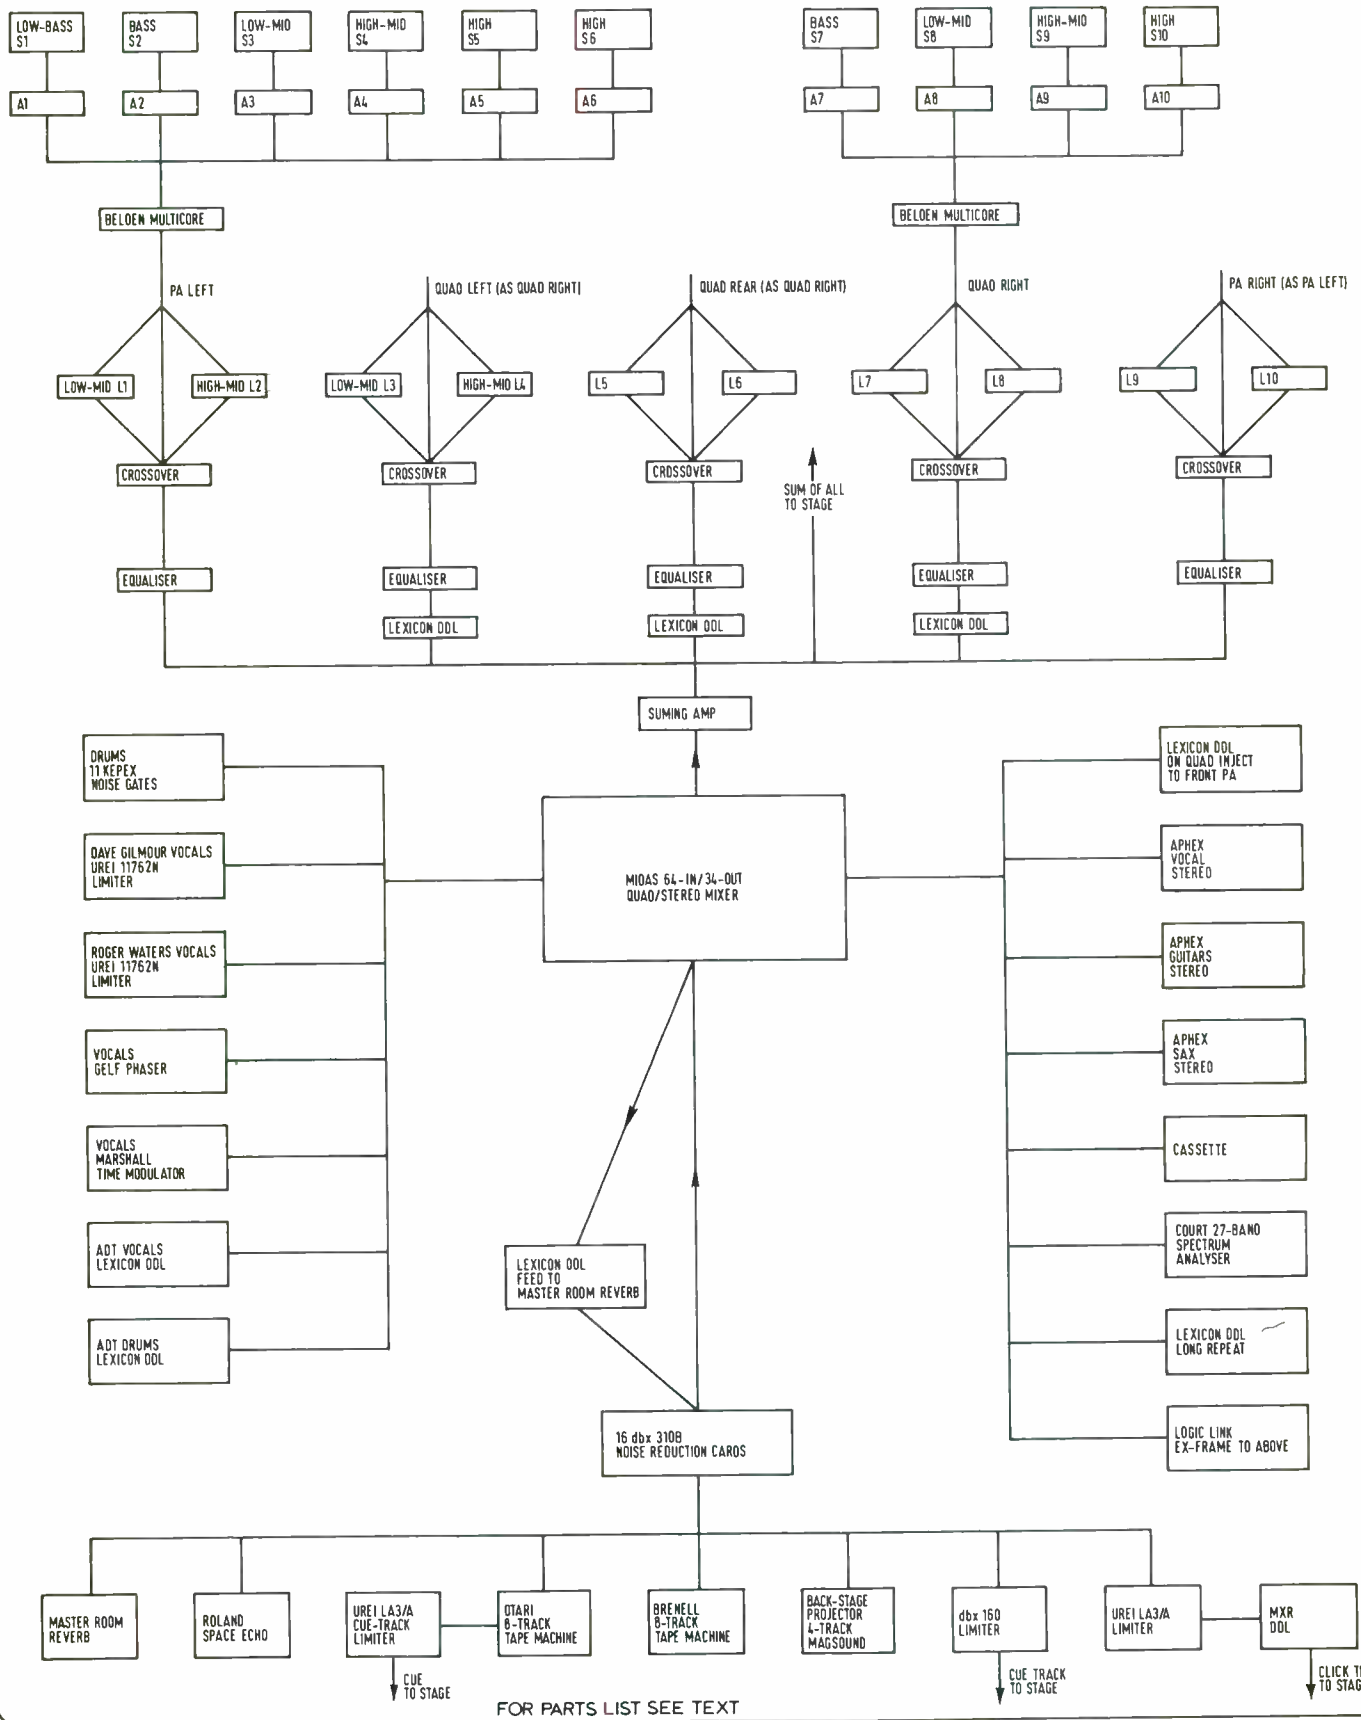 LOW-BASS
S1
BASS
S2
LOW-MID
S3
HIGH-MID
S4
HIGH
S5
HIGH
S6
BASS
S7
LOW-MID
S8
HIGH-MID
S9
HIGH
S10
A1
A2
A3
A4
A5
A6
A7
A8
A9
A10
BELDEN MULTICORE
BELDEN MULTICORE
PA LEFT
QUAD LEFT (AS QUAD RIGHT)
QUAD REAR (AS QUAD RIGHT)
QUAD RIGHT
PA RIGHT (AS PA LEFT)
LOW-MID L1
HIGH-MID L2
LOW-MID L3
HIGH-MID L4
L5
L6
L7
L8
L9
L10
CROSSOVER
CROSSOVER
CROSSOVER
CROSSOVER
CROSSOVER
SUM OF ALL
TO STAGE
EQUALISER
EQUALISER
EQUALISER
EQUALISER
EQUALISER
LEXICON DDL
LEXICON DDL
LEXICON DDL
SUMING AMP
DRUMS
11 KEPEX
NOISE GATES
DAVE GILMOUR VOCALS
UREI 11762N
LIMITER
ROGER WATERS VOCALS
UREI 11762N
LIMITER
VOCALS
GELF PHASER
VOCALS
MARSHALL
TIME MODULATOR
ADT VOCALS
LEXICON DDL
ADT DRUMS
LEXICON DDL
MIDAS 64-IN/34-OUT
QUAD/STEREO MIXER
LEXICON DDL
ON QUAD INJECT
TO FRONT PA
APHEX
VOCAL
STEREO
APHEX
GUITARS
STEREO
APHEX
SAX
STEREO
CASSETTE
COURT 27-BAND
SPECTRUM
ANALYSER
LEXICON DDL
LONG REPEAT
LOGIC LINK
EX-FRAME TO ABOVE
LEXICON DDL
FEED TO
MASTER ROOM REVERB
16 dbx 310B
NOISE REDUCTION CARDS
MASTER ROOM
REVERB
ROLAND
SPACE ECHO
UREI LA3/A
CUE-TRACK
LIMITER
OTARI
8-TRACK
TAPE MACHINE
BRENELL
8-TRACK
TAPE MACHINE
BACK-STAGE
PROJECTOR
4-TRACK
MAGSOUND
dbx 160
LIMITER
UREI LA3/A
LIMITER
MXR
DDL
CUE
TO STAGE
CUE TRACK
TO STAGE
CLICK
TO
FOR PARTS LIST SEE TEXT